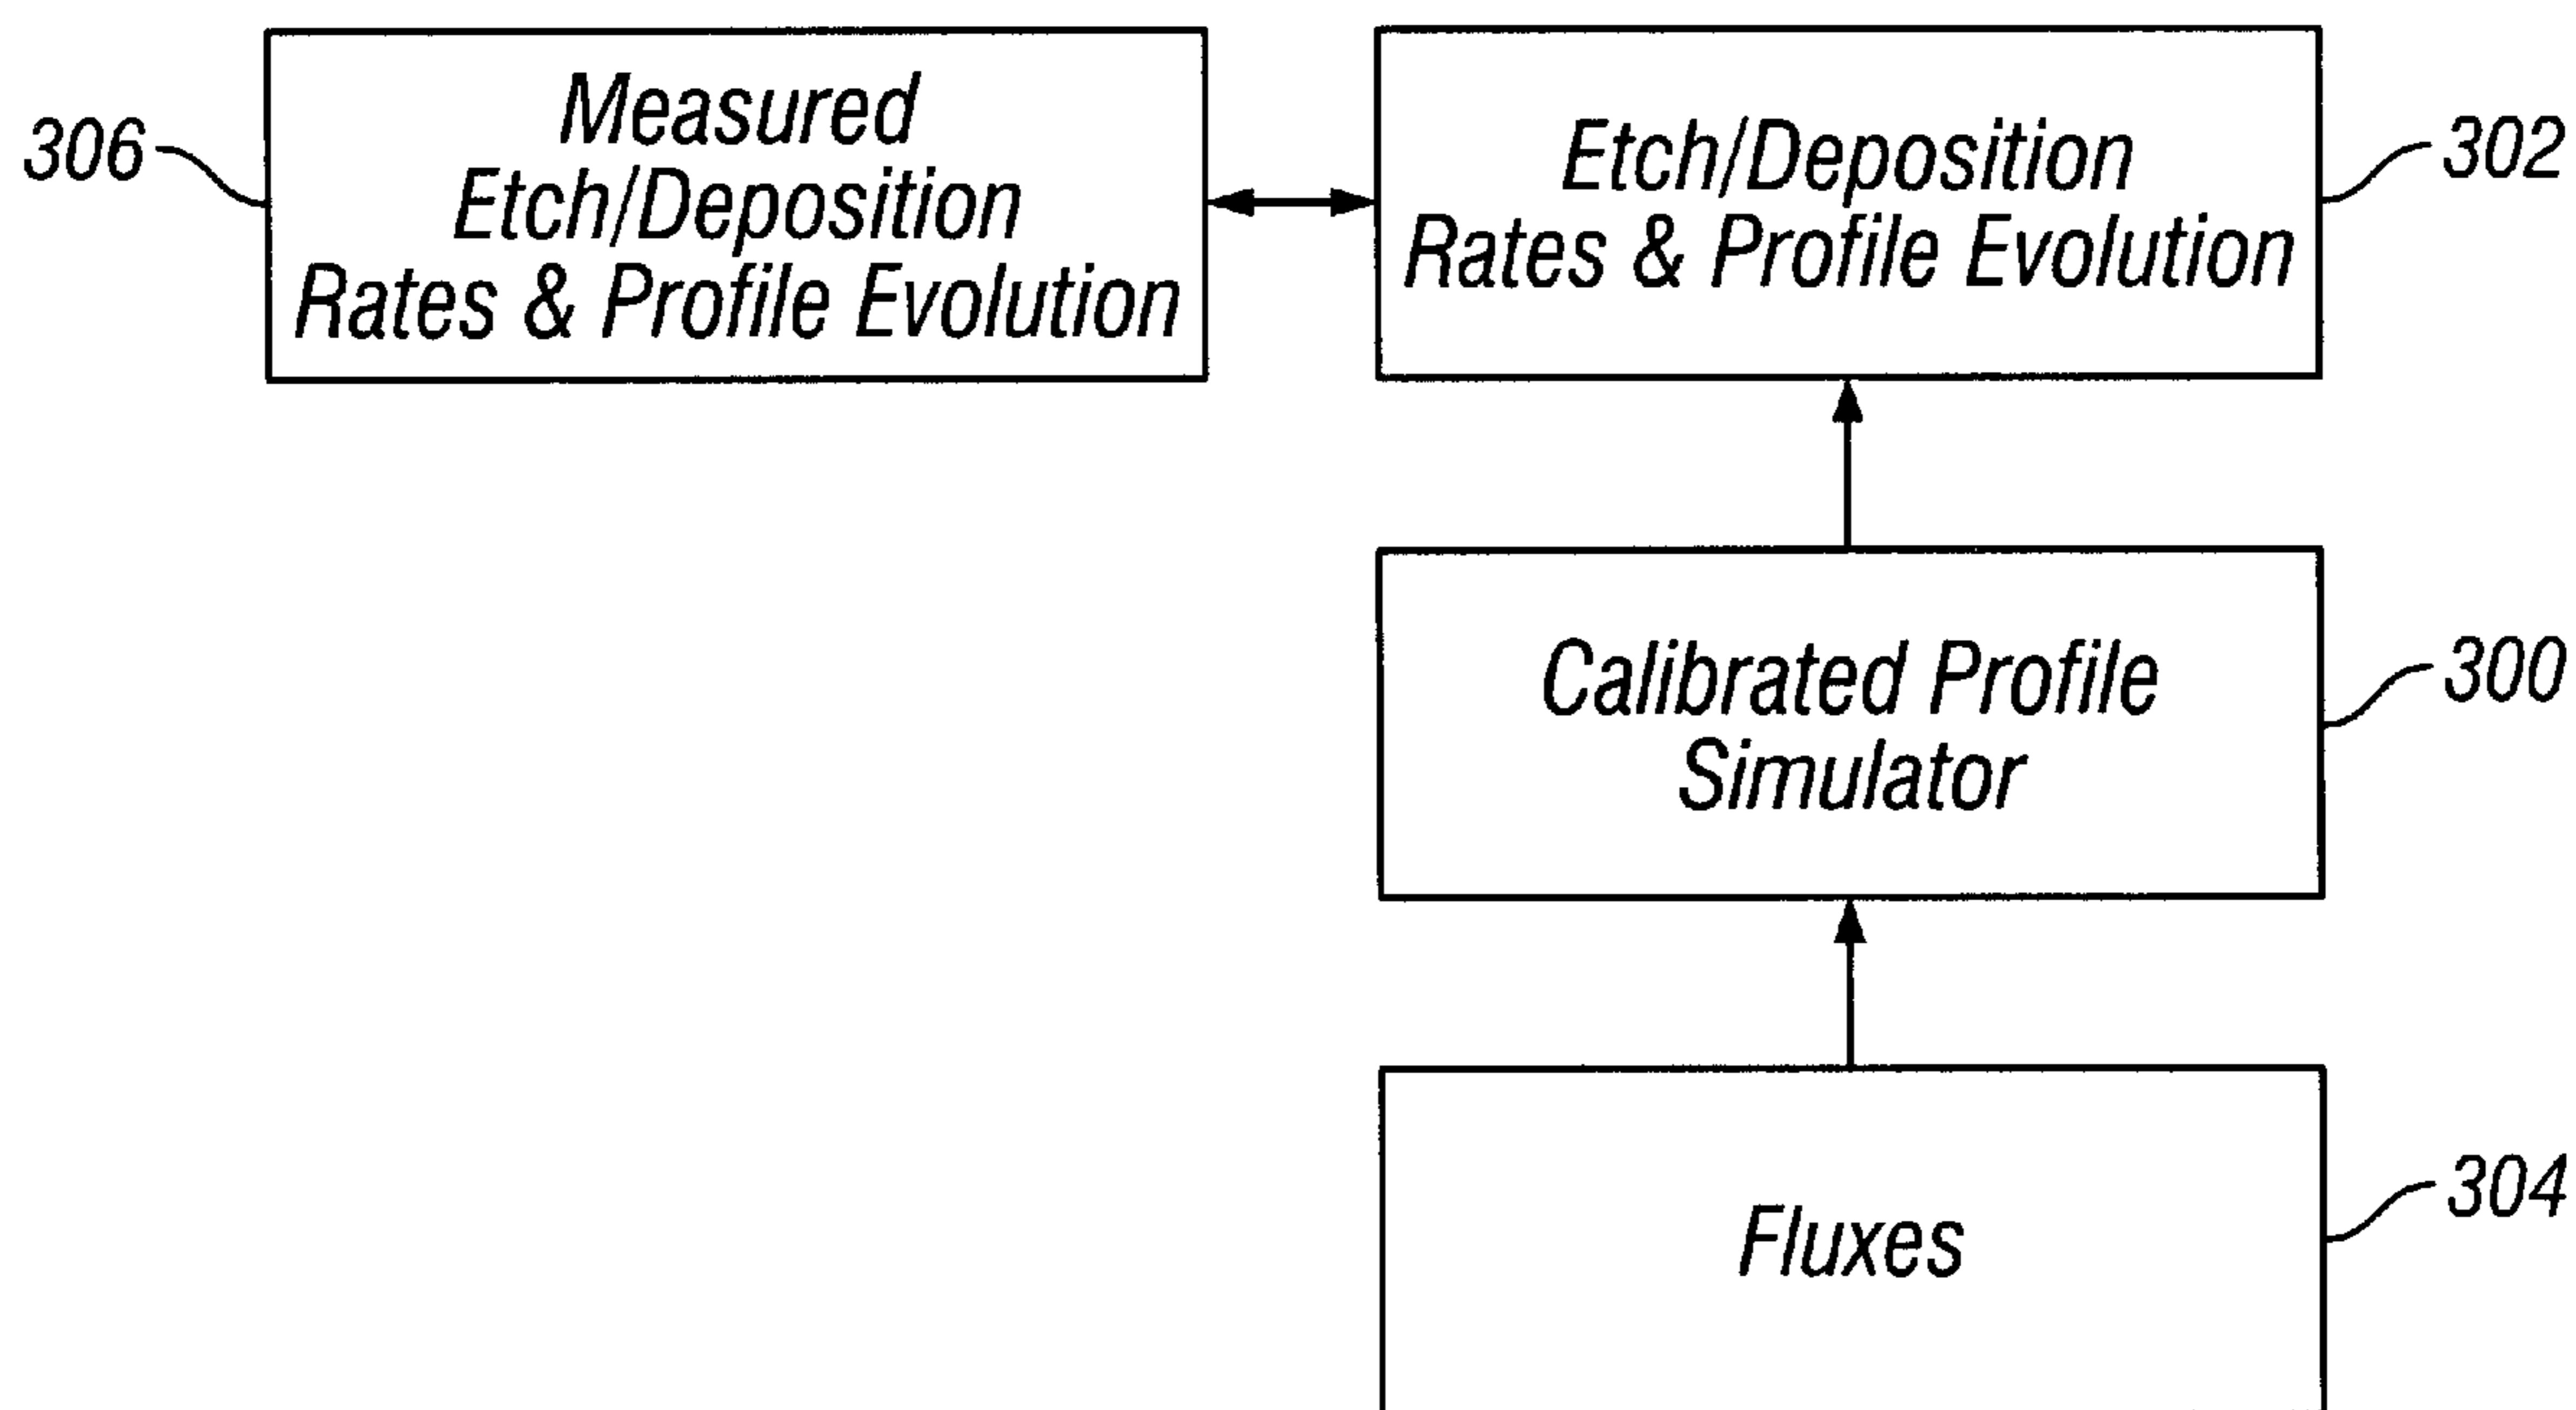 306
Measured
Etch/Deposition
Rates & Profile Evolution
Etch/Deposition
Rates & Profile Evolution
302
Calibrated Profile
Simulator
300
Fluxes
304